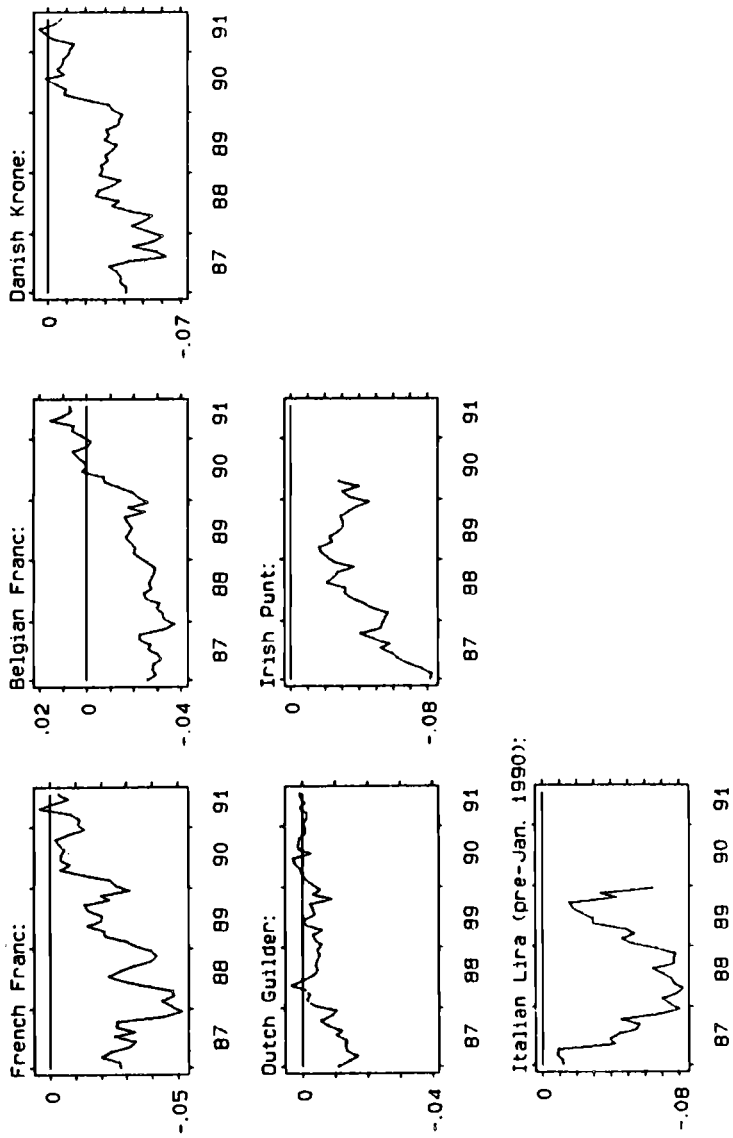 French Franc:
0
-.05
87 88 89 90 91
Belgian Franc:
.02
0
-.04
87 88 89 90 91
Danish Krone:
0
-.07
87 88 89 90 91
Dutch Guilder:
0
-.04
87 88 89 90 91
Irish Punt:
0
-.08
87 88 89 90 91
Italian Lira (pre-Jan. 1990):
0
-.08
87 88 89 90 91